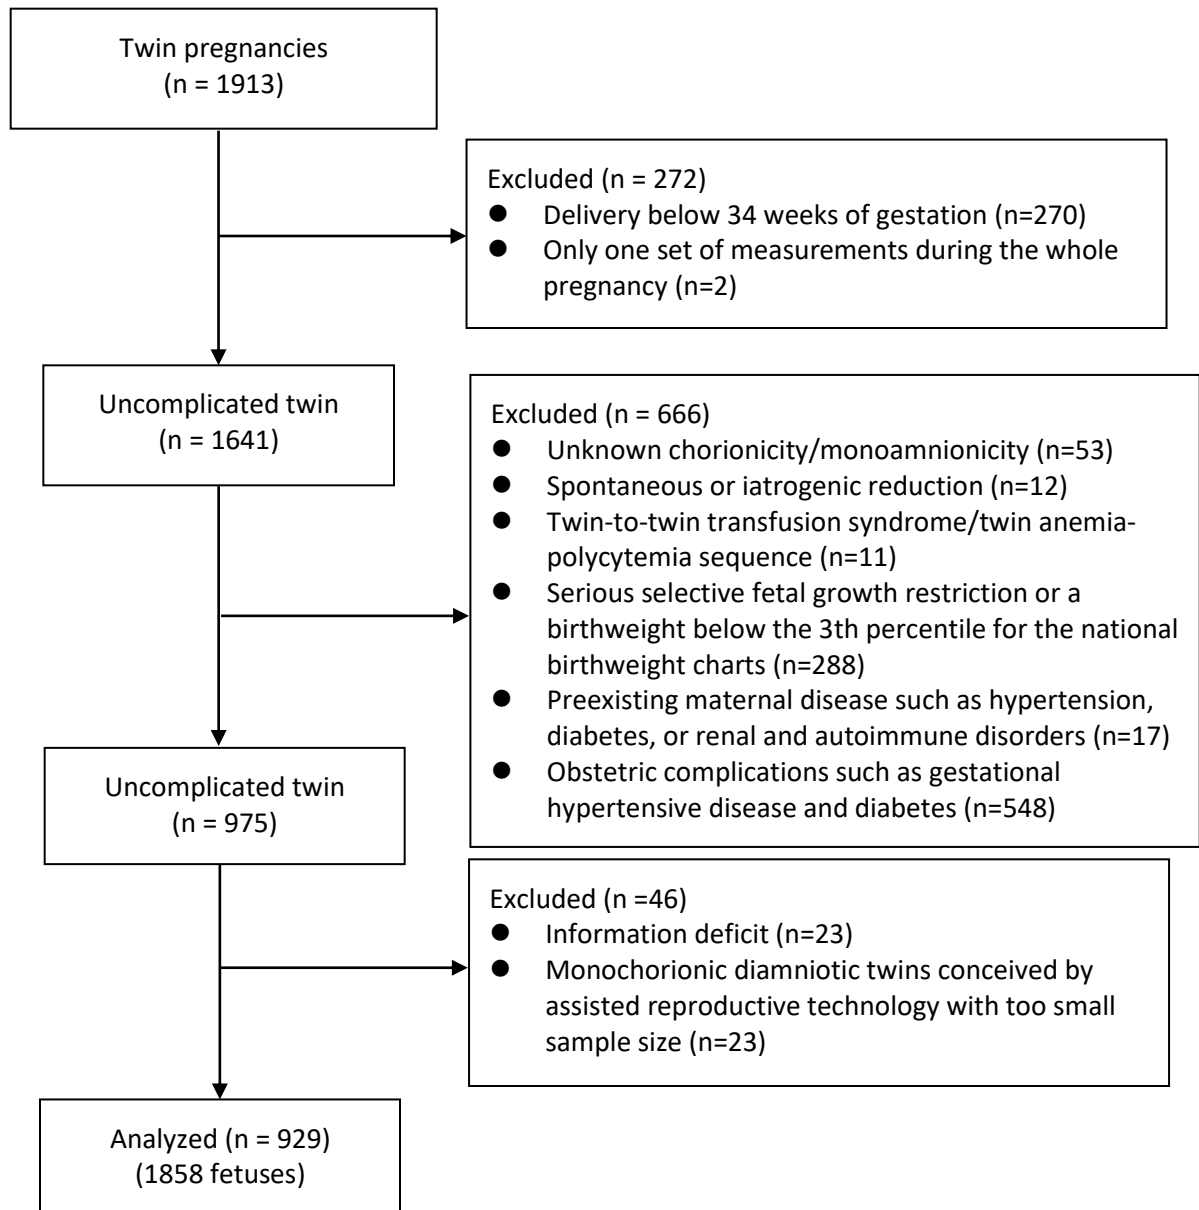 Twin pregnancies
(n = 1913)
Excluded (n = 272)
● Delivery below 34 weeks of gestation (n=270)
● Only one set of measurements during the whole
pregnancy (n=2)
Uncomplicated twin
(n = 1641)
Excluded (n = 666)
● Unknown chorionicity/monoamnionicity (n=53)
● Spontaneous or iatrogenic reduction (n=12)
● Twin-to-twin transfusion syndrome/twin anemia-
polycytemia sequence (n=11)
● Serious selective fetal growth restriction or a
birthweight below the 3th percentile for the national
birthweight charts (n=288)
● Preexisting maternal disease such as hypertension,
diabetes, or renal and autoimmune disorders (n=17)
● Obstetric complications such as gestational
hypertensive disease and diabetes (n=548)
Uncomplicated twin
(n = 975)
Excluded (n =46)
● Information deficit (n=23)
● Monochorionic diamniotic twins conceived by
assisted reproductive technology with too small
sample size (n=23)
Analyzed (n = 929)
(1858 fetuses)